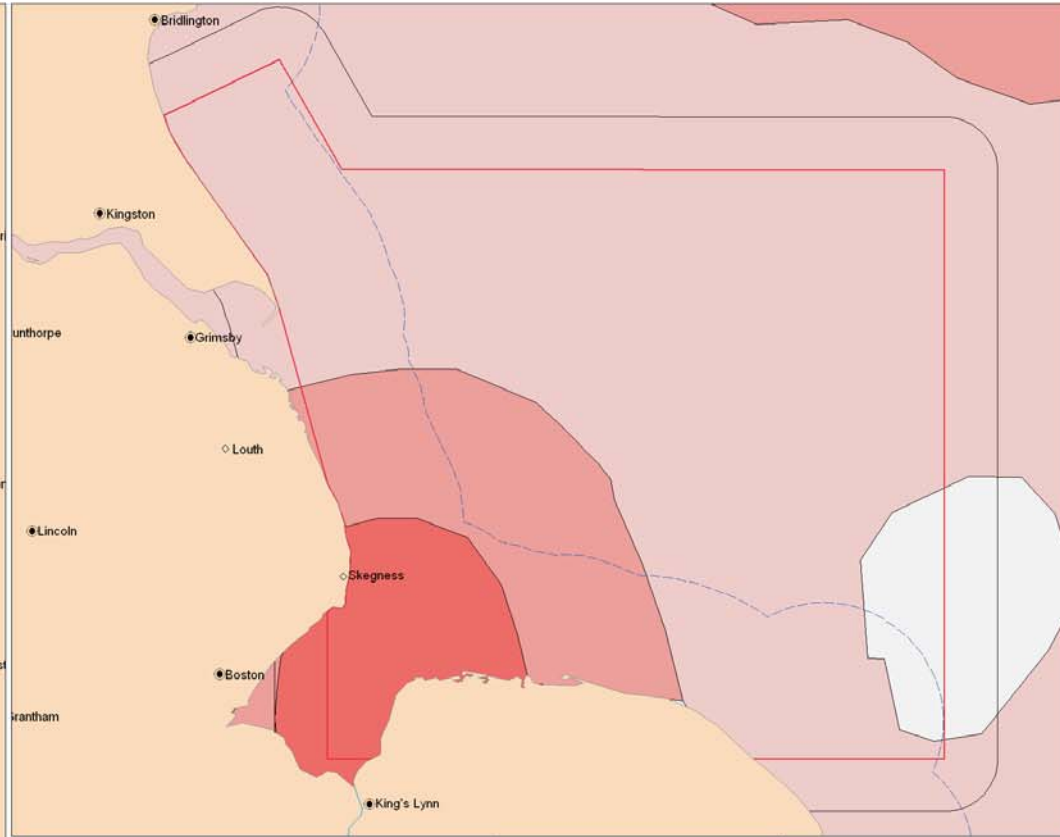 Bridlington
Kingston
unthorpe
Grimsby
Louth
Lincoln
Skegness
Boston
Grantham
King's Lynn